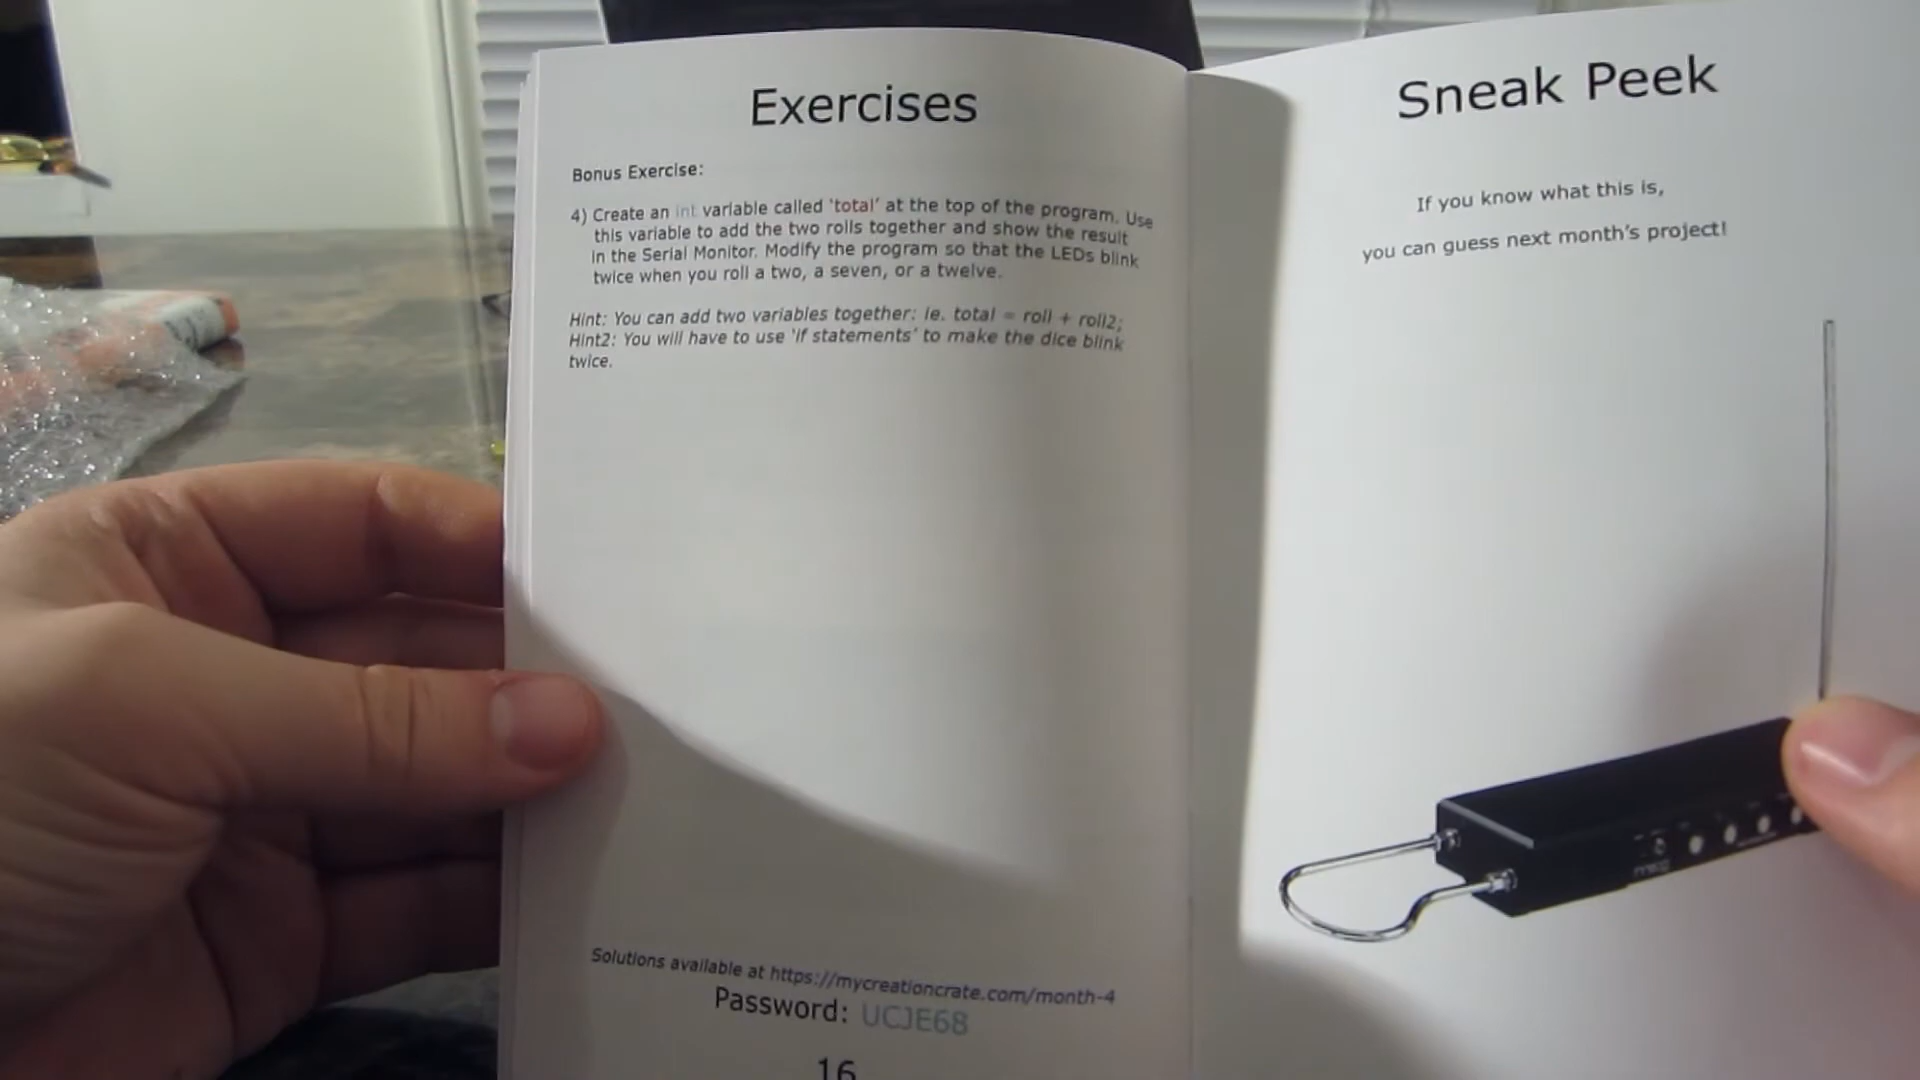 Exercises
Bonus Exercise:
4) Create an int variable called 'total' at the top of the program. Use
this variable to add the two rolls together and show the result
in the Serial Monitor. Modify the program so that the LEDs blink
twice when you roll a two, a seven, or a twelve.
Hint: You can add two variables together: ie. total = roll + roll2;
Hint2: You will have to use 'if statements' to make the dice blink
twice.
Solutions available at https://mycreationcrate.com/month-4
Password: UCJE68
16
Sneak Peek
If you know what this is,
you can guess next month's project!